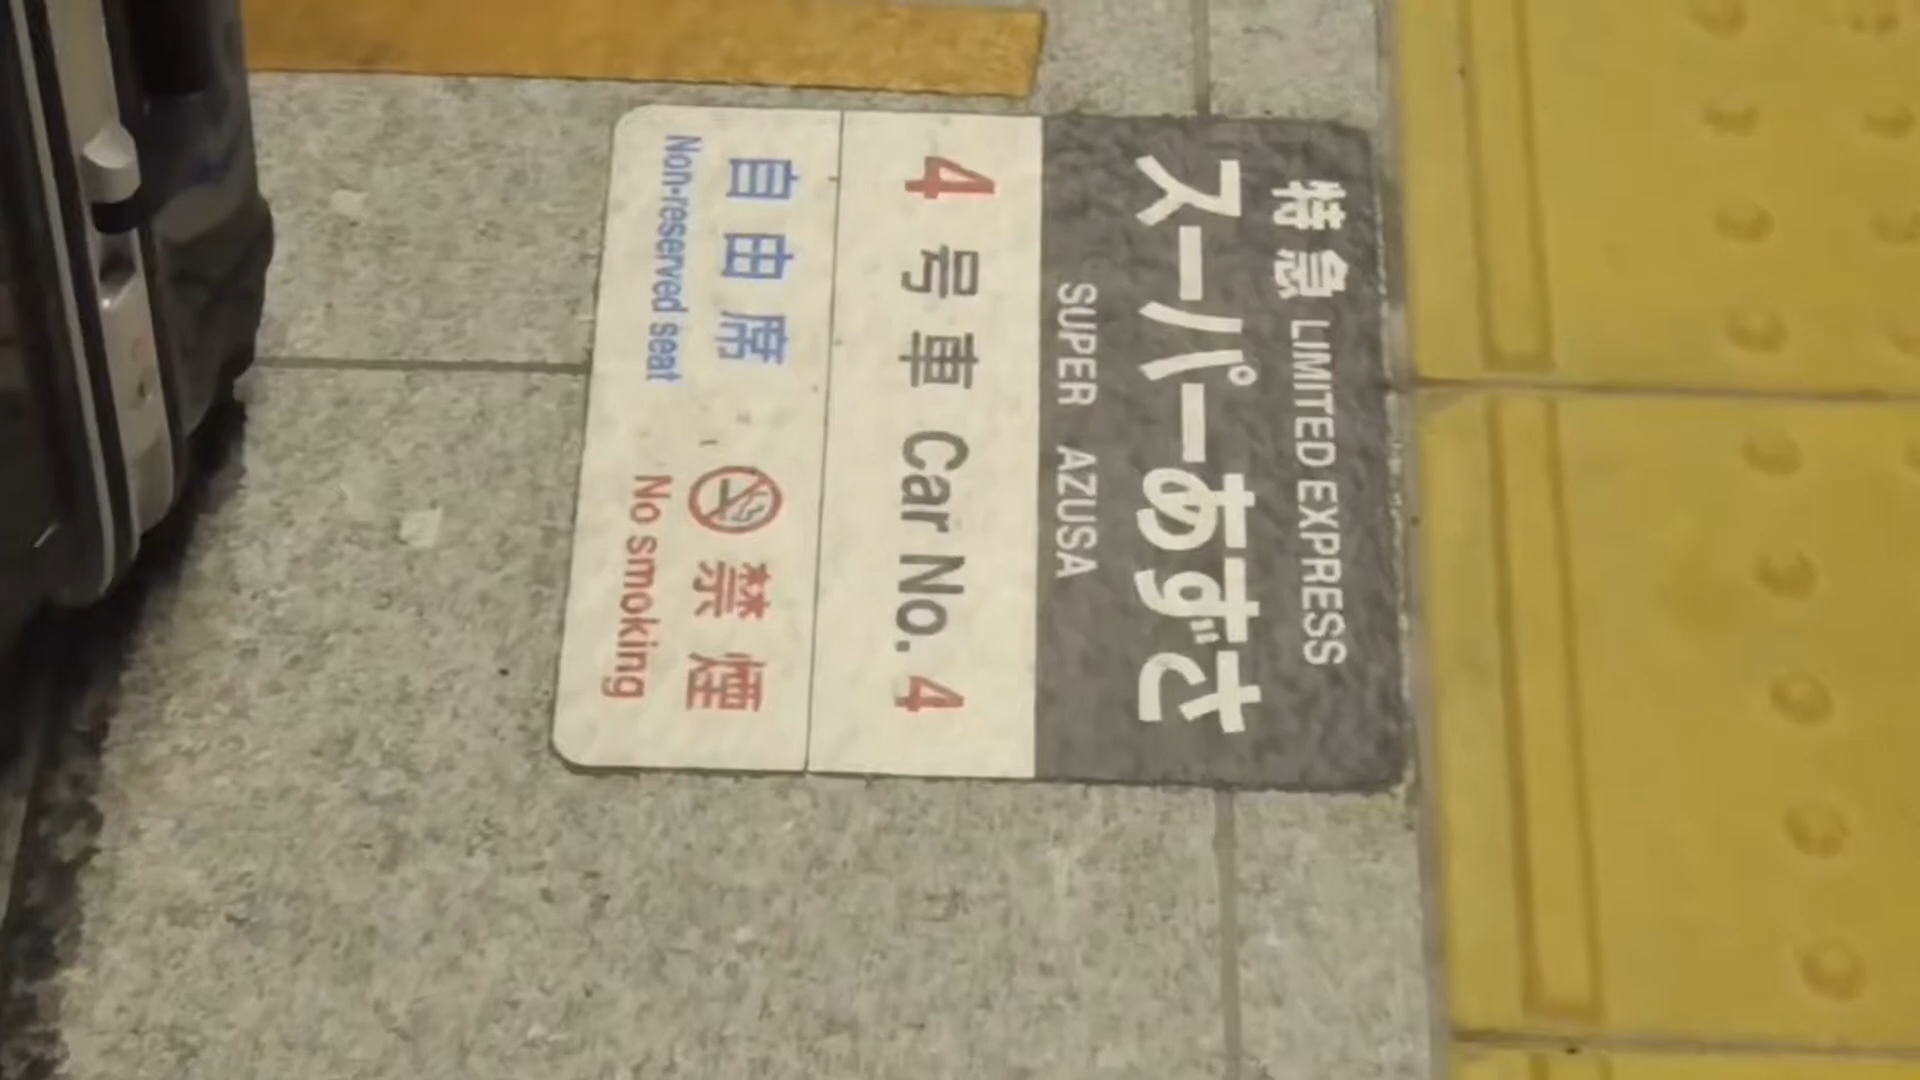 特急 LIMITED EXPRESS
スーパーあずさ
SUPER AZUSA
4号車 Car No. 4
自由席 禁煙
Non-reserved seat No smoking